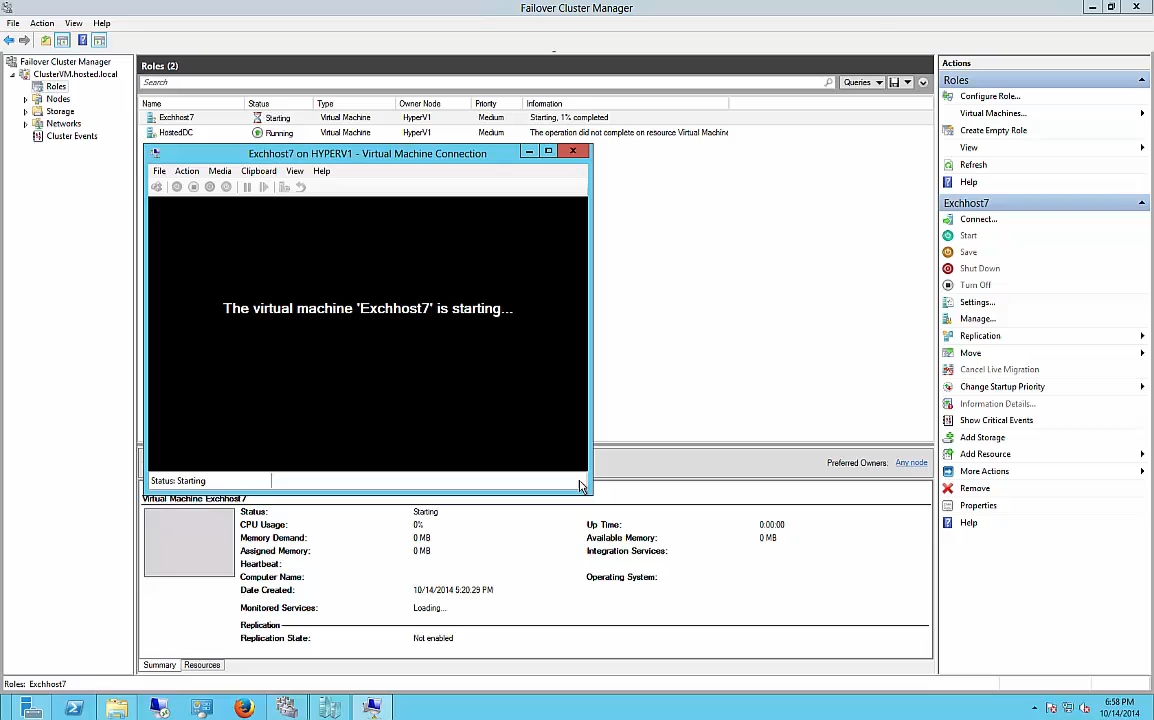 Failover Cluster Manager
File Action View Help
Failover Cluster Manager
ClusterVM.hosted.local
Roles
Nodes
Storage
Networks
Cluster Events
Roles (2)
Search
Queries
Name Status Type Owner Node Priority Information
Exchhost7 Starting Virtual Machine HyperV1 Medium Starting, 1% completed
HostedDC Running Virtual Machine HyperV1 Medium The operation did not complete on resource Virtual Machine
Exchhost7 on HYPERV1 - Virtual Machine Connection
File Action Media Clipboard View Help
The virtual machine 'Exchhost7' is starting...
Status: Starting
Preferred Owners: Any node
Virtual Machine Exchhost7
Status: Starting
CPU Usage: 0% Up Time: 0:00:00
Memory Demand: 0 MB Available Memory: 0 MB
Assigned Memory: 0 MB Integration Services:
Heartbeat:
Computer Name: Operating System:
Date Created: 10/14/2014 5:20:29 PM
Monitored Services: Loading...
Replication
Replication State: Not enabled
Summary Resources
Actions
Roles
Configure Role...
Virtual Machines...
Create Empty Role
View
Refresh
Help
Exchhost7
Connect...
Start
Save
Shut Down
Turn Off
Settings...
Manage...
Replication
Move
Cancel Live Migration
Change Startup Priority
Information Details...
Show Critical Events
Add Storage
Add Resource
More Actions
Remove
Properties
Help
Roles: Exchhost7
6:58 PM
10/14/2014